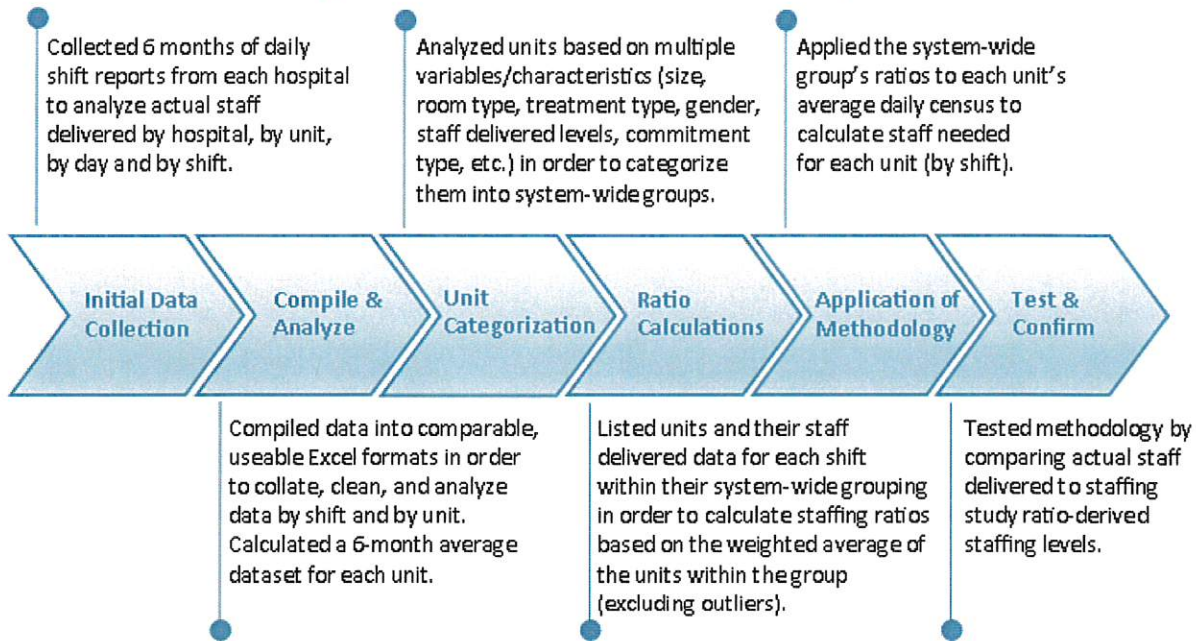 Collected 6 months of daily
shift reports from each hospital
to analyze actual staff
delivered by hospital, by unit,
by day and by shift.
Analyzed units based on multiple
variables/characteristics (size,
room type, treatment type, gender,
staff delivered levels, commitment
type, etc.) in order to categorize
them into system-wide groups.
Applied the system-wide
group's ratios to each unit's
average daily census to
calculate staff needed
for each unit (by shift).
Initial Data
Collection
Compile &
Analyze
Unit
Categorization
Ratio
Calculations
Application of
Methodology
Test &
Confirm
Compiled data into comparable,
useable Excel formats in order
to collate, clean, and analyze
data by shift and by unit.
Calculated a 6-month average
dataset for each unit.
Listed units and their staff
delivered data for each shift
within their system-wide grouping
in order to calculate staffing ratios
based on the weighted average of
the units within the group
(excluding outliers).
Tested methodology by
comparing actual staff
delivered to staffing
study ratio-derived
staffing levels.